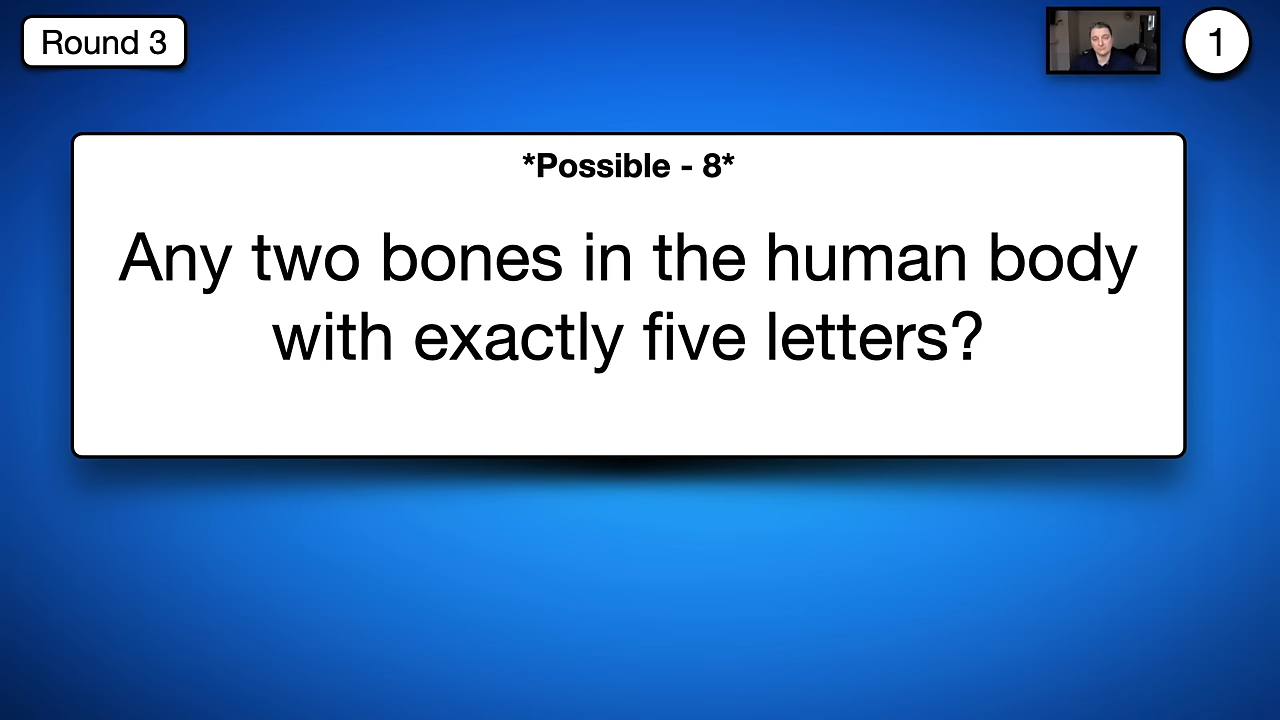 Round 3
1
*Possible - 8*
Any two bones in the human body
with exactly five letters?